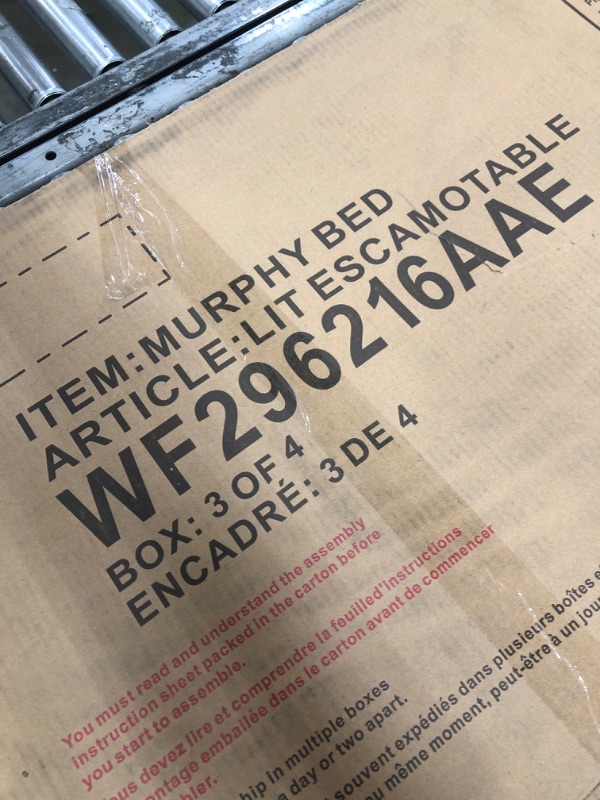 ITEM: MURPHY BED
ARTICLE: LIT ESCAMOTABLE
WF296216AAE
BOX: 3 OF 4
ENCADRÉ: 3 DE 4
You must read and understand the assembly
instruction sheet packed in the carton before
you start to assemble.
devez lire et comprendre la feuilled'instructions
emballée dans le carton avant de commencer
in multiple boxes
a day or two apart.
souvent expédiés dans plusieurs boîtes
au même moment, peut-être à un jour